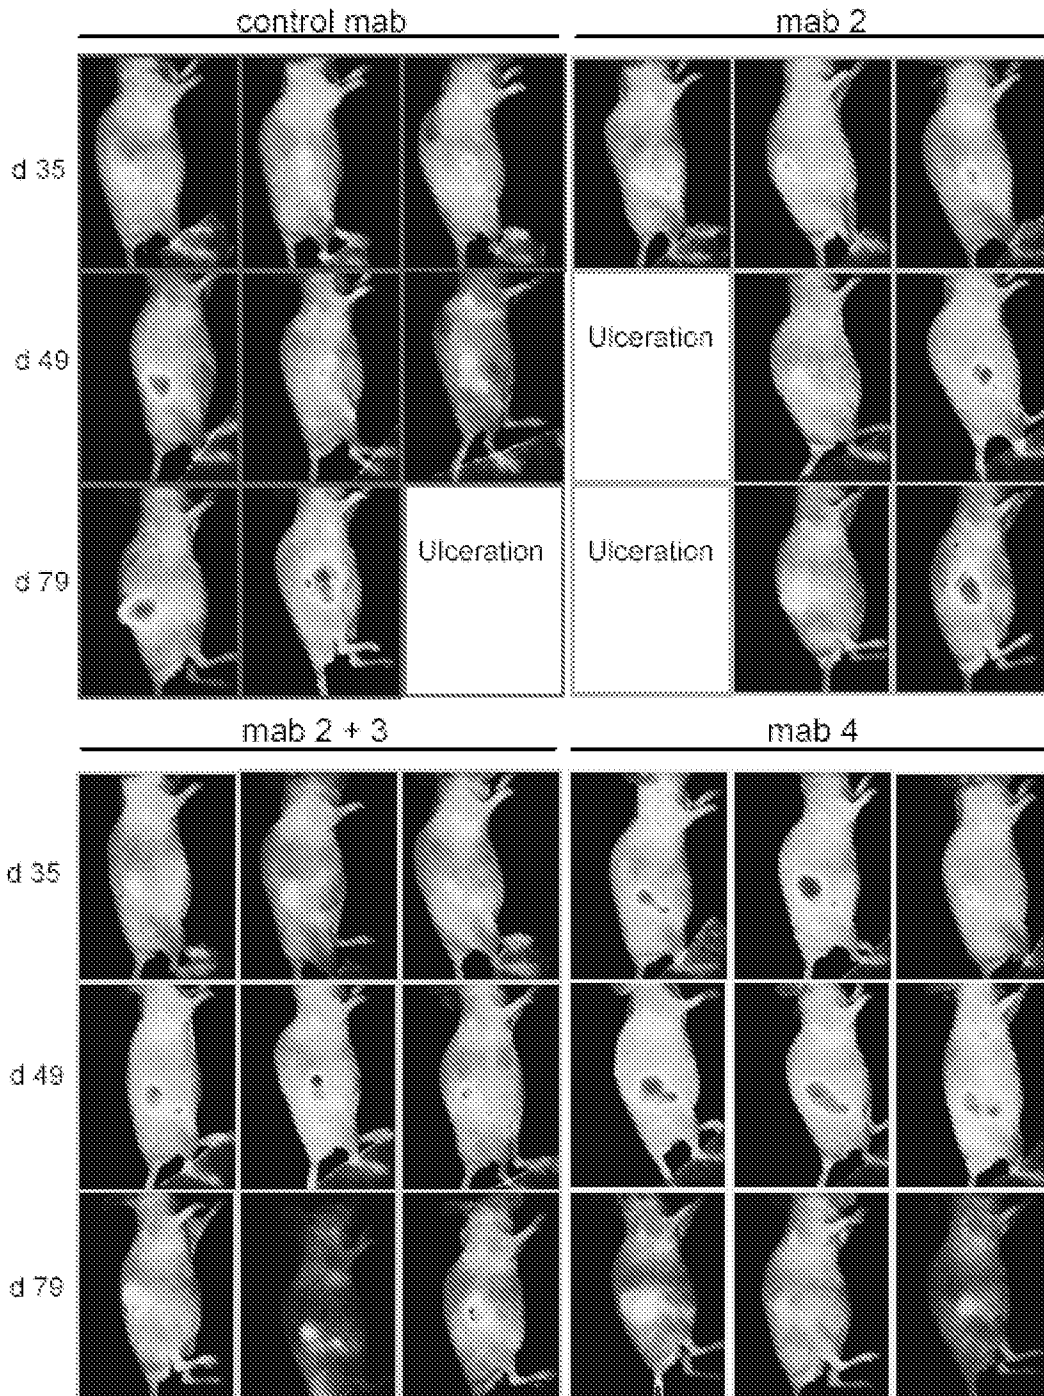 control mab mab 2
d 35
d 49 Ulceration
d 79 Ulceration Ulceration
mab 2 + 3 mab 4
d 35
d 49
d 79